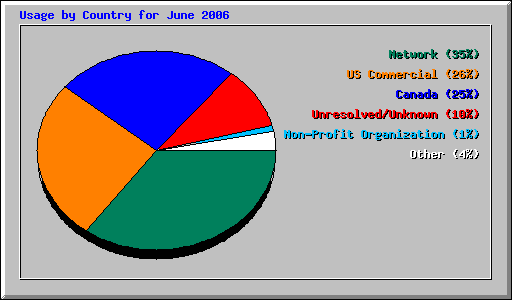 Usage by Country for June 2006
Network (35%)
US Commercial (26%)
Canada (25%)
Unresolved/Unknown (10%)
Non-Profit Organization (1%)
Other (4%)